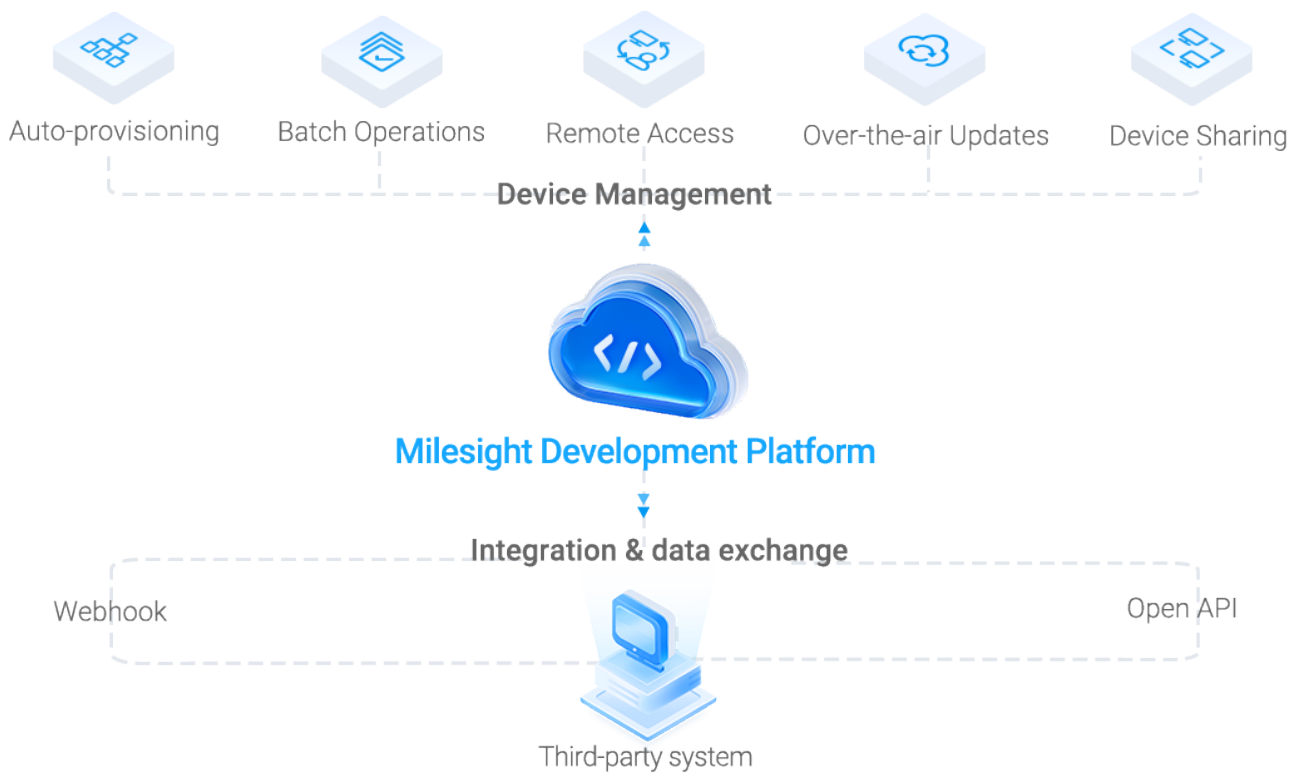 Auto-provisioning
Batch Operations
Remote Access
Over-the-air Updates
Device Sharing
Device Management
</>
Milesight Development Platform
Integration & data exchange
Webhook
Open API
Third-party system